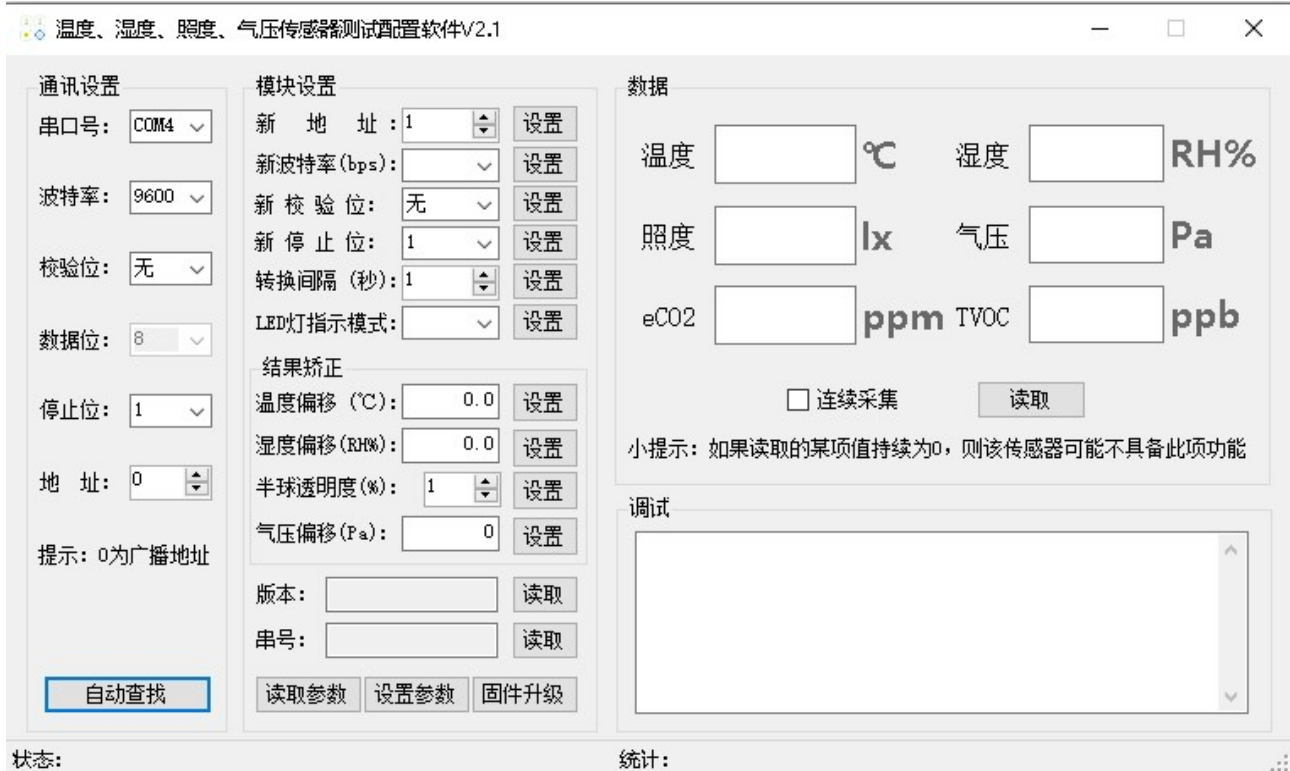 温度、湿度、照度、气压传感器测试配置软件V2.1
通讯设置
串口号： COM4
波特率： 9600
校验位： 无
数据位： 8
停止位： 1
地 址： 0
提示：0为广播地址
自动查找
模块设置
新 地 址 :1 设置
新波特率(bps): 设置
新 校 验 位： 无 设置
新 停 止 位： 1 设置
转换间隔 (秒):1 设置
LED灯指示模式: 设置
结果矫正
温度偏移 (℃): 0.0 设置
湿度偏移(RH%): 0.0 设置
半球透明度(%): 1 设置
气压偏移(Pa): 0 设置
版本： 读取
串号： 读取
读取参数 设置参数 固件升级
数据
温度 ℃ 湿度 RH%
照度 lx 气压 Pa
eCO2 ppm TVOC ppb
连续采集 读取
小提示：如果读取的某项值持续为0，则该传感器可能不具备此项功能
调试
状态： 统计：